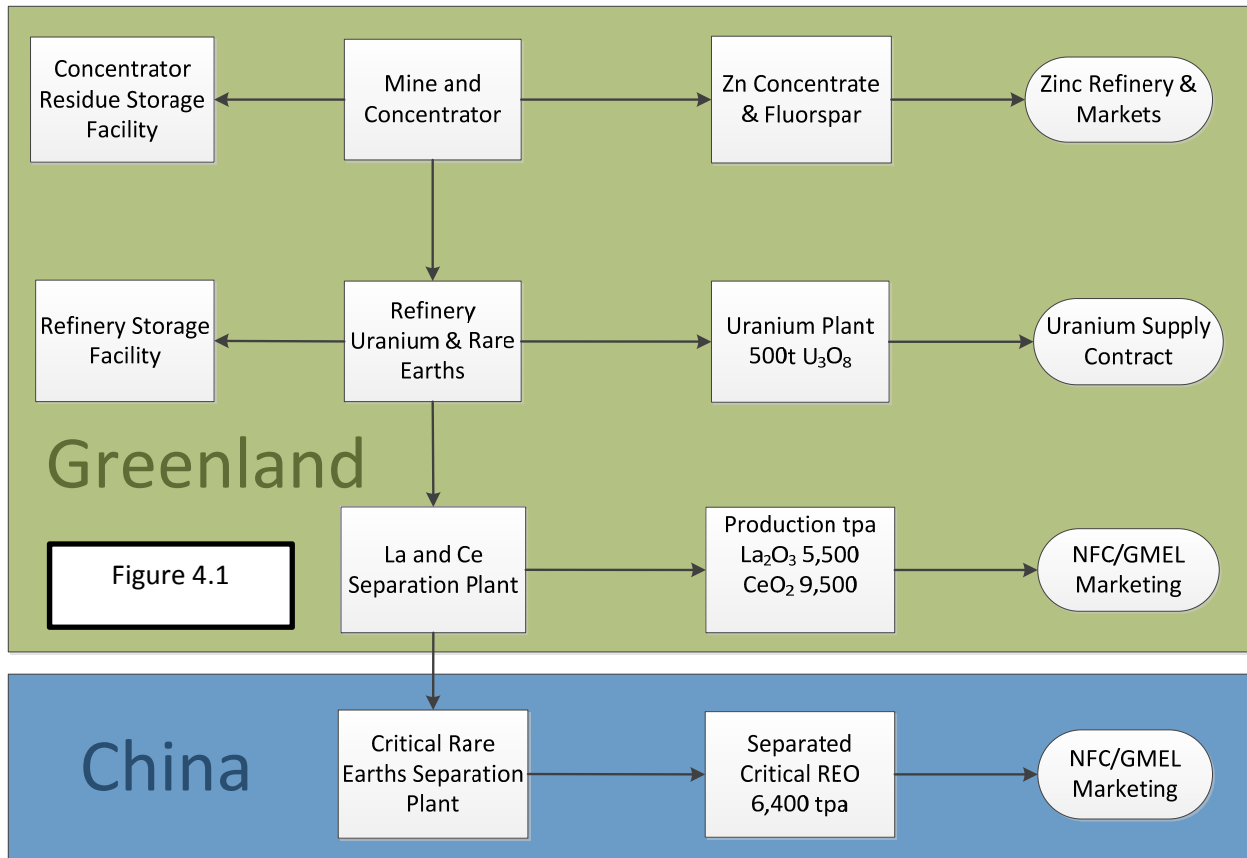 Concentrator
Residue Storage
Facility
Mine and
Concentrator
Zn Concentrate
& Fluorspar
Zinc Refinery &
Markets
Refinery Storage
Facility
Refinery
Uranium & Rare
Earths
Uranium Plant
500t U₃O₈
Uranium Supply
Contract
Greenland
Figure 4.1
La and Ce
Separation Plant
Production tpa
La₂O₃ 5,500
CeO₂ 9,500
NFC/GMEL
Marketing
China
Critical Rare
Earths Separation
Plant
Separated
Critical REO
6,400 tpa
NFC/GMEL
Marketing